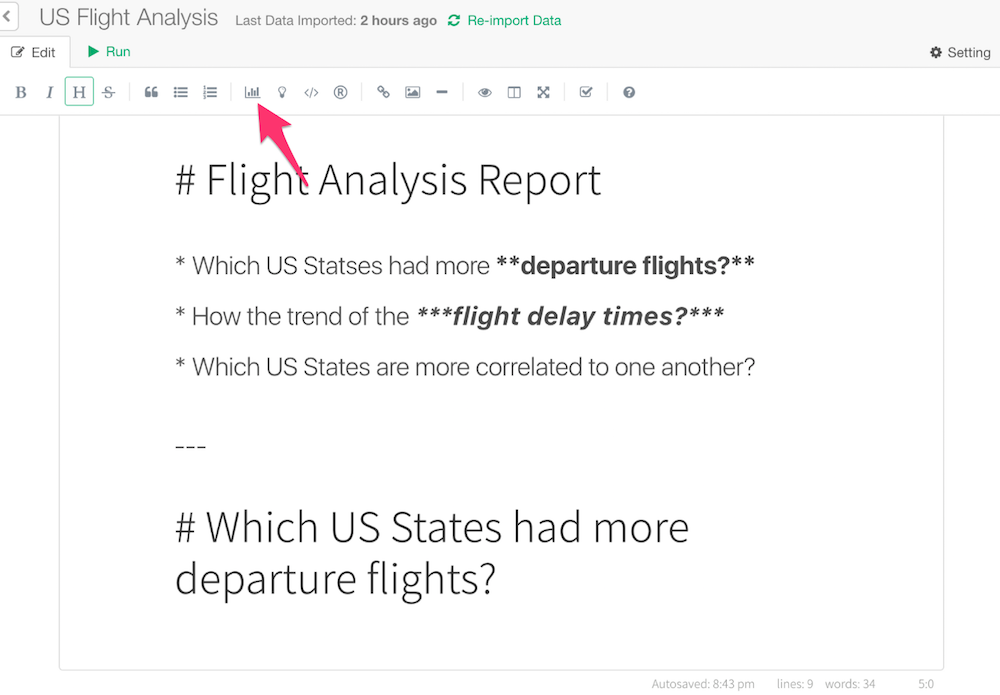 US Flight Analysis Last Data Imported: 2 hours ago Re-import Data
Edit Run Setting
B I H S ®
# Flight Analysis Report
* Which US Statses had more **departure flights?**
* How the trend of the ***flight delay times?***
* Which US States are more correlated to one another?
---
# Which US States had more
departure flights?
Autosaved: 8:43 pm lines: 9 words: 34 5:0